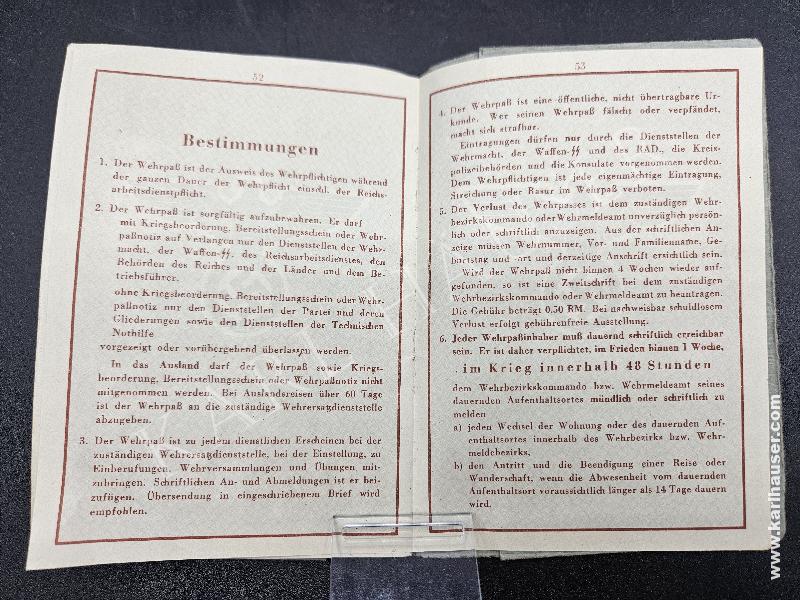 52
Bestimmungen
1. Der Wehrpaß ist der Ausweis des Wehrpflichtigen während
der ganzen Dauer der Wehrpflicht einschl. der Reichs-
arbeitsdienstpflicht.
2. Der Wehrpaß ist sorgfältig aufzubewahren. Er darf
mit Kriegsbeorderung, Bereitstellungsschein oder Wehr-
paßnotiz auf Verlangen nur den Dienststellen der Wehr-
macht, der Waffen-ᛋᛋ, des Reichsarbeitsdienstes, den
Behörden des Reiches und der Länder und dem Be-
triebsführer,
ohne Kriegsbeorderung, Bereitstellungsschein oder Wehr-
paßnotiz nur den Dienststellen der Partei und deren
Gliederungen sowie den Dienststellen der Technischen
Nothilfe
vorgezeigt oder vorübergehend überlassen werden.
In das Ausland darf der Wehrpaß sowie Kriegs-
beorderung, Bereitstellungsschein oder Wehrpaßnotiz nicht
mitgenommen werden. Bei Auslandsreisen über 60 Tage
ist der Wehrpaß an die zuständige Wehrersagdienststelle
abzugeben.
3. Der Wehrpaß ist zu jedem dienstlichen Erscheinen bei der
zuständigen Wehrersagdienststelle, bei der Einstellung, zu
Einberufungen, Wehrversammlungen und Übungen mit-
zubringen. Schriftlichen An- und Abmeldungen ist er bei-
zufügen. Übersendung in eingeschriebenem Brief wird
empfohlen.
53
4. Der Wehrpaß ist eine öffentliche, nicht übertragbare Ur-
kunde. Wer seinen Wehrpaß fälscht oder verpfändet,
macht sich strafbar.
Eintragungen dürfen nur durch die Dienststellen der
Wehrmacht, der Waffen-ᛋᛋ und des RAD., die Kreis-
polizeibehörden und die Konsulate vorgenommen werden.
Dem Wehrpflichtigen ist jede eigenmächtige Eintragung,
Streichung oder Rasur im Wehrpaß verboten.
5. Der Verlust des Wehrpasses ist dem zuständigen Wehr-
bezirkskommando oder Wehrmeldeamt unverzüglich persön-
lich oder schriftlich anzuzeigen. Aus der schriftlichen An-
zeige müssen Wehrnummer, Vor- und Familienname, Ge-
burtstag und -ort und derzeitige Anschrift ersichtlich sein.
Wird der Wehrpaß nicht binnen 4 Wochen wieder auf-
gefunden, so ist eine Zweitschrift bei dem zuständigen
Wehrbezirkskommando oder Wehrmeldeamt zu beantragen.
Die Gebühr beträgt 0,50 RM. Bei nachweisbar schuldlosem
Verlust erfolgt gebührenfreie Ausstellung.
6. Jeder Wehrpaßinhaber muß dauernd schriftlich erreichbar
sein. Er ist daher verpflichtet, im Frieden binnen 1 Woche,
im Krieg innerhalb 48 Stunden
dem Wehrbezirkskommando bzw. Wehrmeldeamt seines
dauernden Aufenthaltsortes mündlich oder schriftlich zu
melden
a) jeden Wechsel der Wohnung oder des dauernden Auf-
enthaltsortes innerhalb des Wehrbezirks bzw. Wehr-
meldebezirks,
b) den Antritt und die Beendigung einer Reise oder
Wanderschaft, wenn die Abwesenheit vom dauernden
Aufenthaltsort voraussichtlich länger als 14 Tage dauern
wird.
www.karlhauser.com